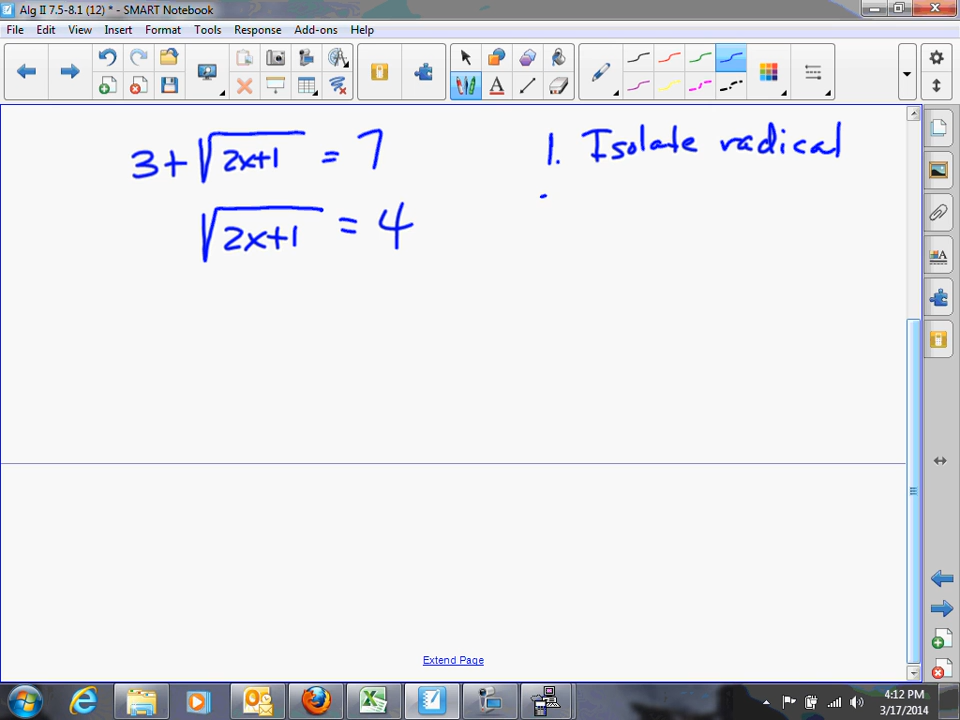 Alg II 7.5-8.1 (12) * - SMART Notebook
File Edit View Insert Format Tools Response Add-ons Help
3+√2x+1 = 7
1. Isolate radical
√2x+1 = 4
Extend Page
4:12 PM
3/17/2014